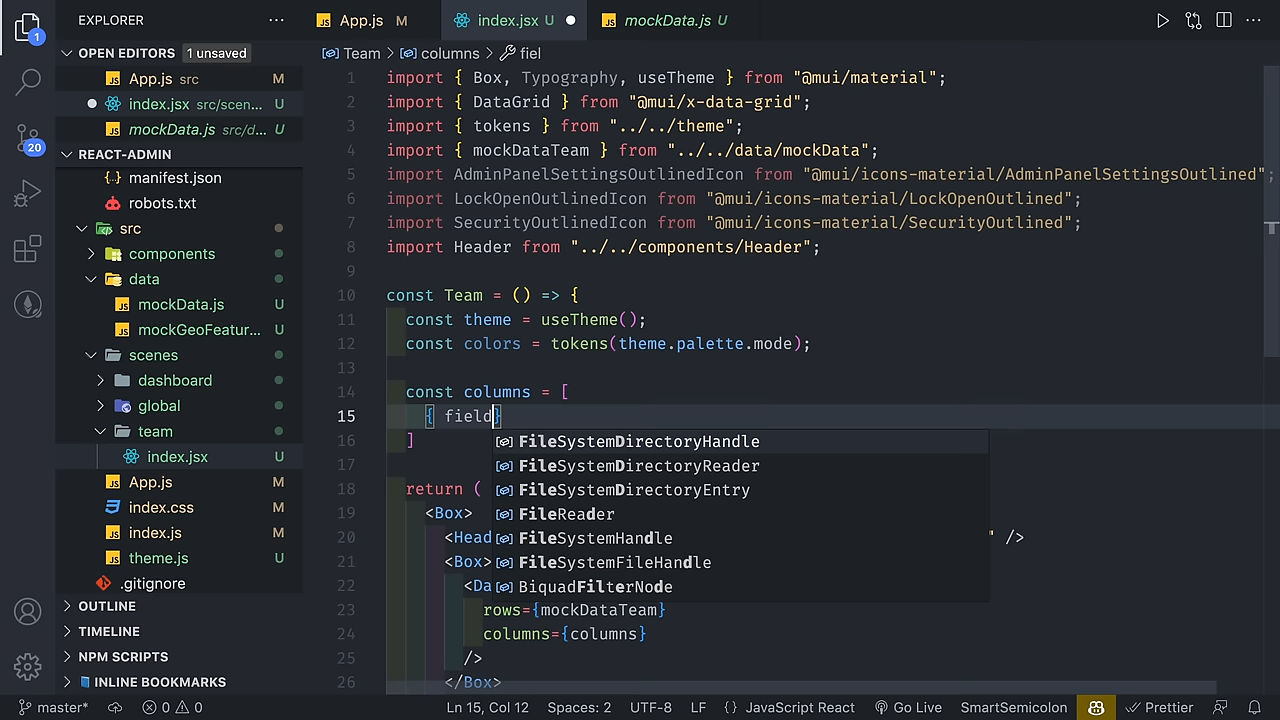 EXPLORER
App.js M
index.jsx U
mockData.js U
OPEN EDITORS 1 unsaved
App.js src M
index.jsx src/scen... U
mockData.js src/d... U
REACT-ADMIN
manifest.json
robots.txt
src
components
data
mockData.js U
mockGeoFeatur... U
scenes
dashboard
global
team
index.jsx U
App.js M
index.css M
index.js M
theme.js U
.gitignore
OUTLINE
TIMELINE
NPM SCRIPTS
INLINE BOOKMARKS
1
20
Team > columns > fiel
1 import { Box, Typography, useTheme } from "@mui/material";
2 import { DataGrid } from "@mui/x-data-grid";
3 import { tokens } from "../../theme";
4 import { mockDataTeam } from "../../data/mockData";
5 import AdminPanelSettingsOutlinedIcon from "@mui/icons-material/AdminPanelSettingsOutlined";
6 import LockOpenOutlinedIcon from "@mui/icons-material/LockOpenOutlined";
7 import SecurityOutlinedIcon from "@mui/icons-material/SecurityOutlined";
8 import Header from "../../components/Header";
9
10 const Team = () => {
11 const theme = useTheme();
12 const colors = tokens(theme.palette.mode);
13
14 const columns = [
15 { field}
16 ]
17
18 return (
19 <Box>
20 <Head " />
21 <Box>
22 <Da
23 rows={mockDataTeam}
24 columns={columns}
25 />
26 </Box>
FileSystemDirectoryHandle
FileSystemDirectoryReader
FileSystemDirectoryEntry
FileReader
FileSystemHandle
FileSystemFileHandle
BiquadFilterNode
master* 0 0 Ln 15, Col 12 Spaces: 2 UTF-8 LF {} JavaScript React Go Live SmartSemicolon Prettier